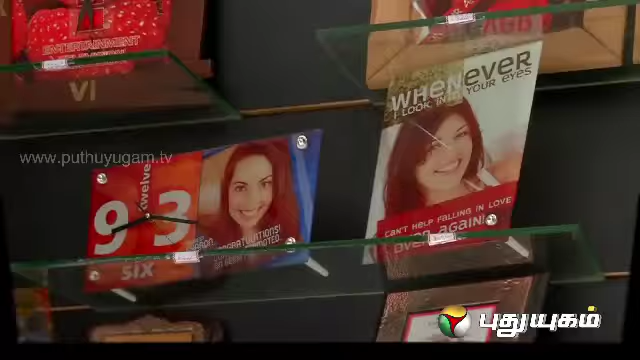 ENTERTAINMENT
VI
WHENEVER
I LOOK INTO YOUR EYES
www.puthuyugam.tv
twelve
9 3
CONGRATULATIONS!
SIX
CAN'T HELP FALLING IN LOVE
OVER AGAIN!
புதுயுகம்